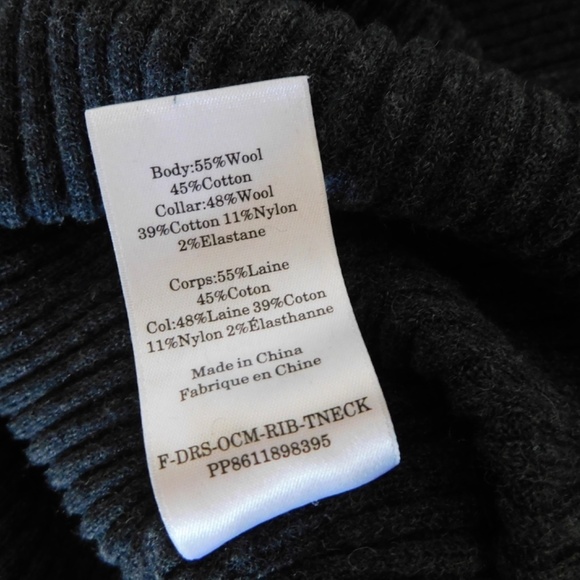 Body:55%Wool
45%Cotton
Collar:48%Wool
39%Cotton 11%Nylon
2%Elastane
Corps:55%Laine
45%Coton
Col:48%Laine 39%Coton
11%Nylon 2%Élasthanne
Made in China
Fabrique en Chine
F-DRS-OCM-RIB-TNECK
PP8611898395